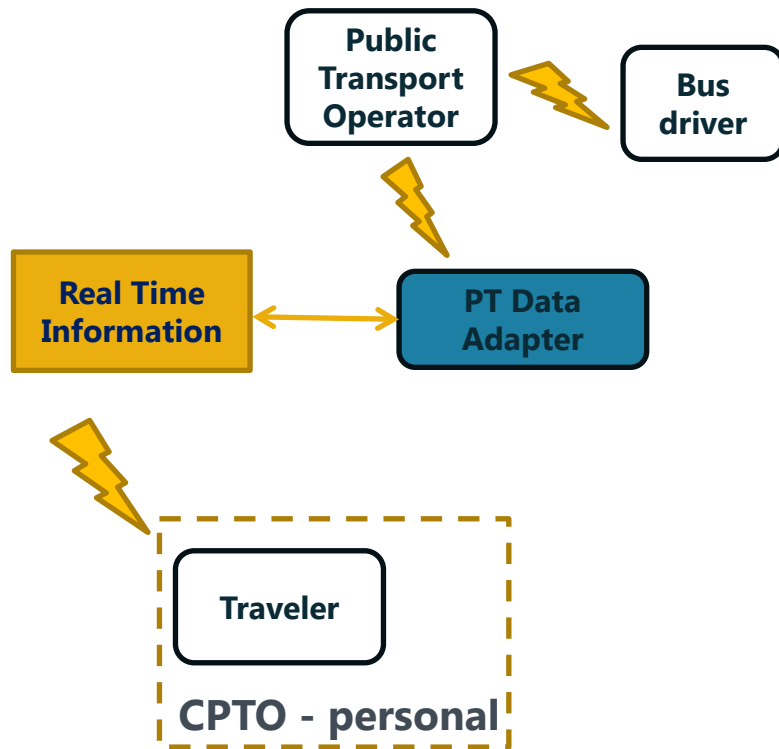 Public
Transport
Operator
Bus
driver
Real Time
Information
PT Data
Adapter
Traveler
CPTO - personal